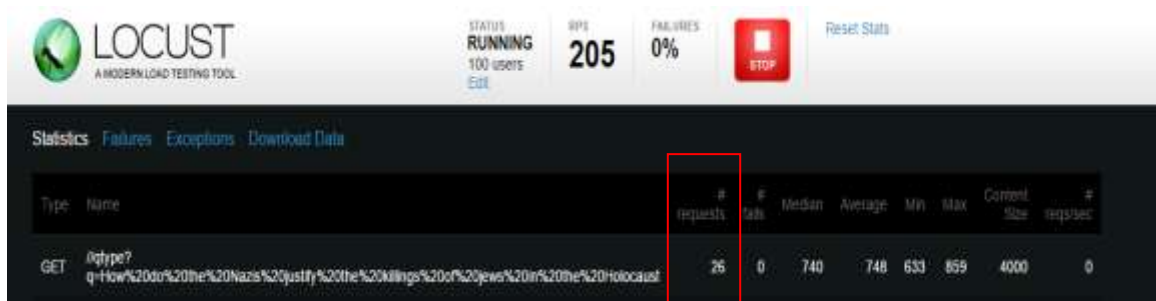 LOCUST
A MODERN LOAD TESTING TOOL
STATUS
RUNNING
100 users
Edit
RPS
205
FAILURES
0%
STOP
Reset Stats
Statistics Failures Exceptions Download Data
Type Name # requests # fails Median Average Min Max Content Size # reqs/sec
GET //qtype?
q=How%20do%20the%20Nazis%20justify%20the%20killings%20of%20jews%20in%20the%20Holocaust 26 0 740 748 633 859 4000 0